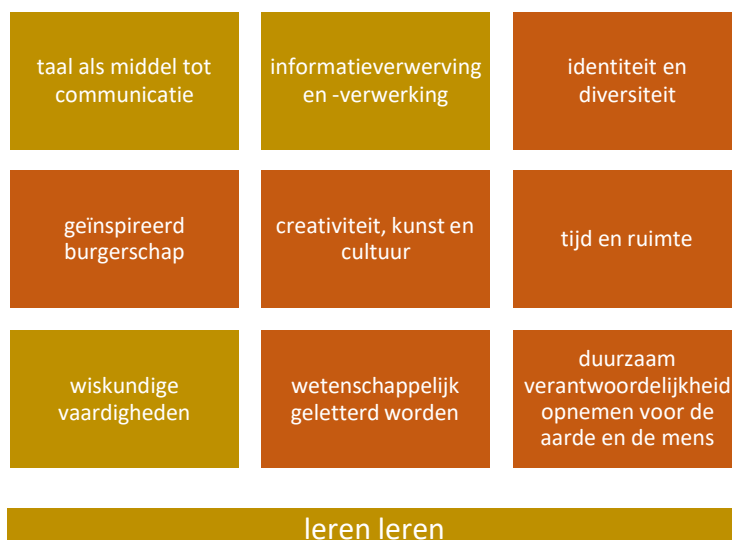 taal als middel tot
communicatie
informatieverwerving
en -verwerking
identiteit en
diversiteit
geïnspireerd
burgerschap
creativiteit, kunst en
cultuur
tijd en ruimte
wiskundige
vaardigheden
wetenschappelijk
geletterd worden
duurzaam
verantwoordelijkheid
opnemen voor de
aarde en de mens
leren leren